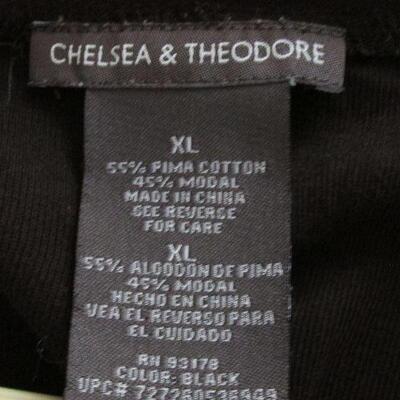 CHELSEA & THEODORE
XL
55% PIMA COTTON
45% MODAL
MADE IN CHINA
SEE REVERSE
FOR CARE
XL
55% ALGODON DE PIMA
45% MODAL
HECHO EN CHINA
VEA EL REVERSO PARA
EL CUIDADO
RN 93178
COLOR: BLACK
UPC#